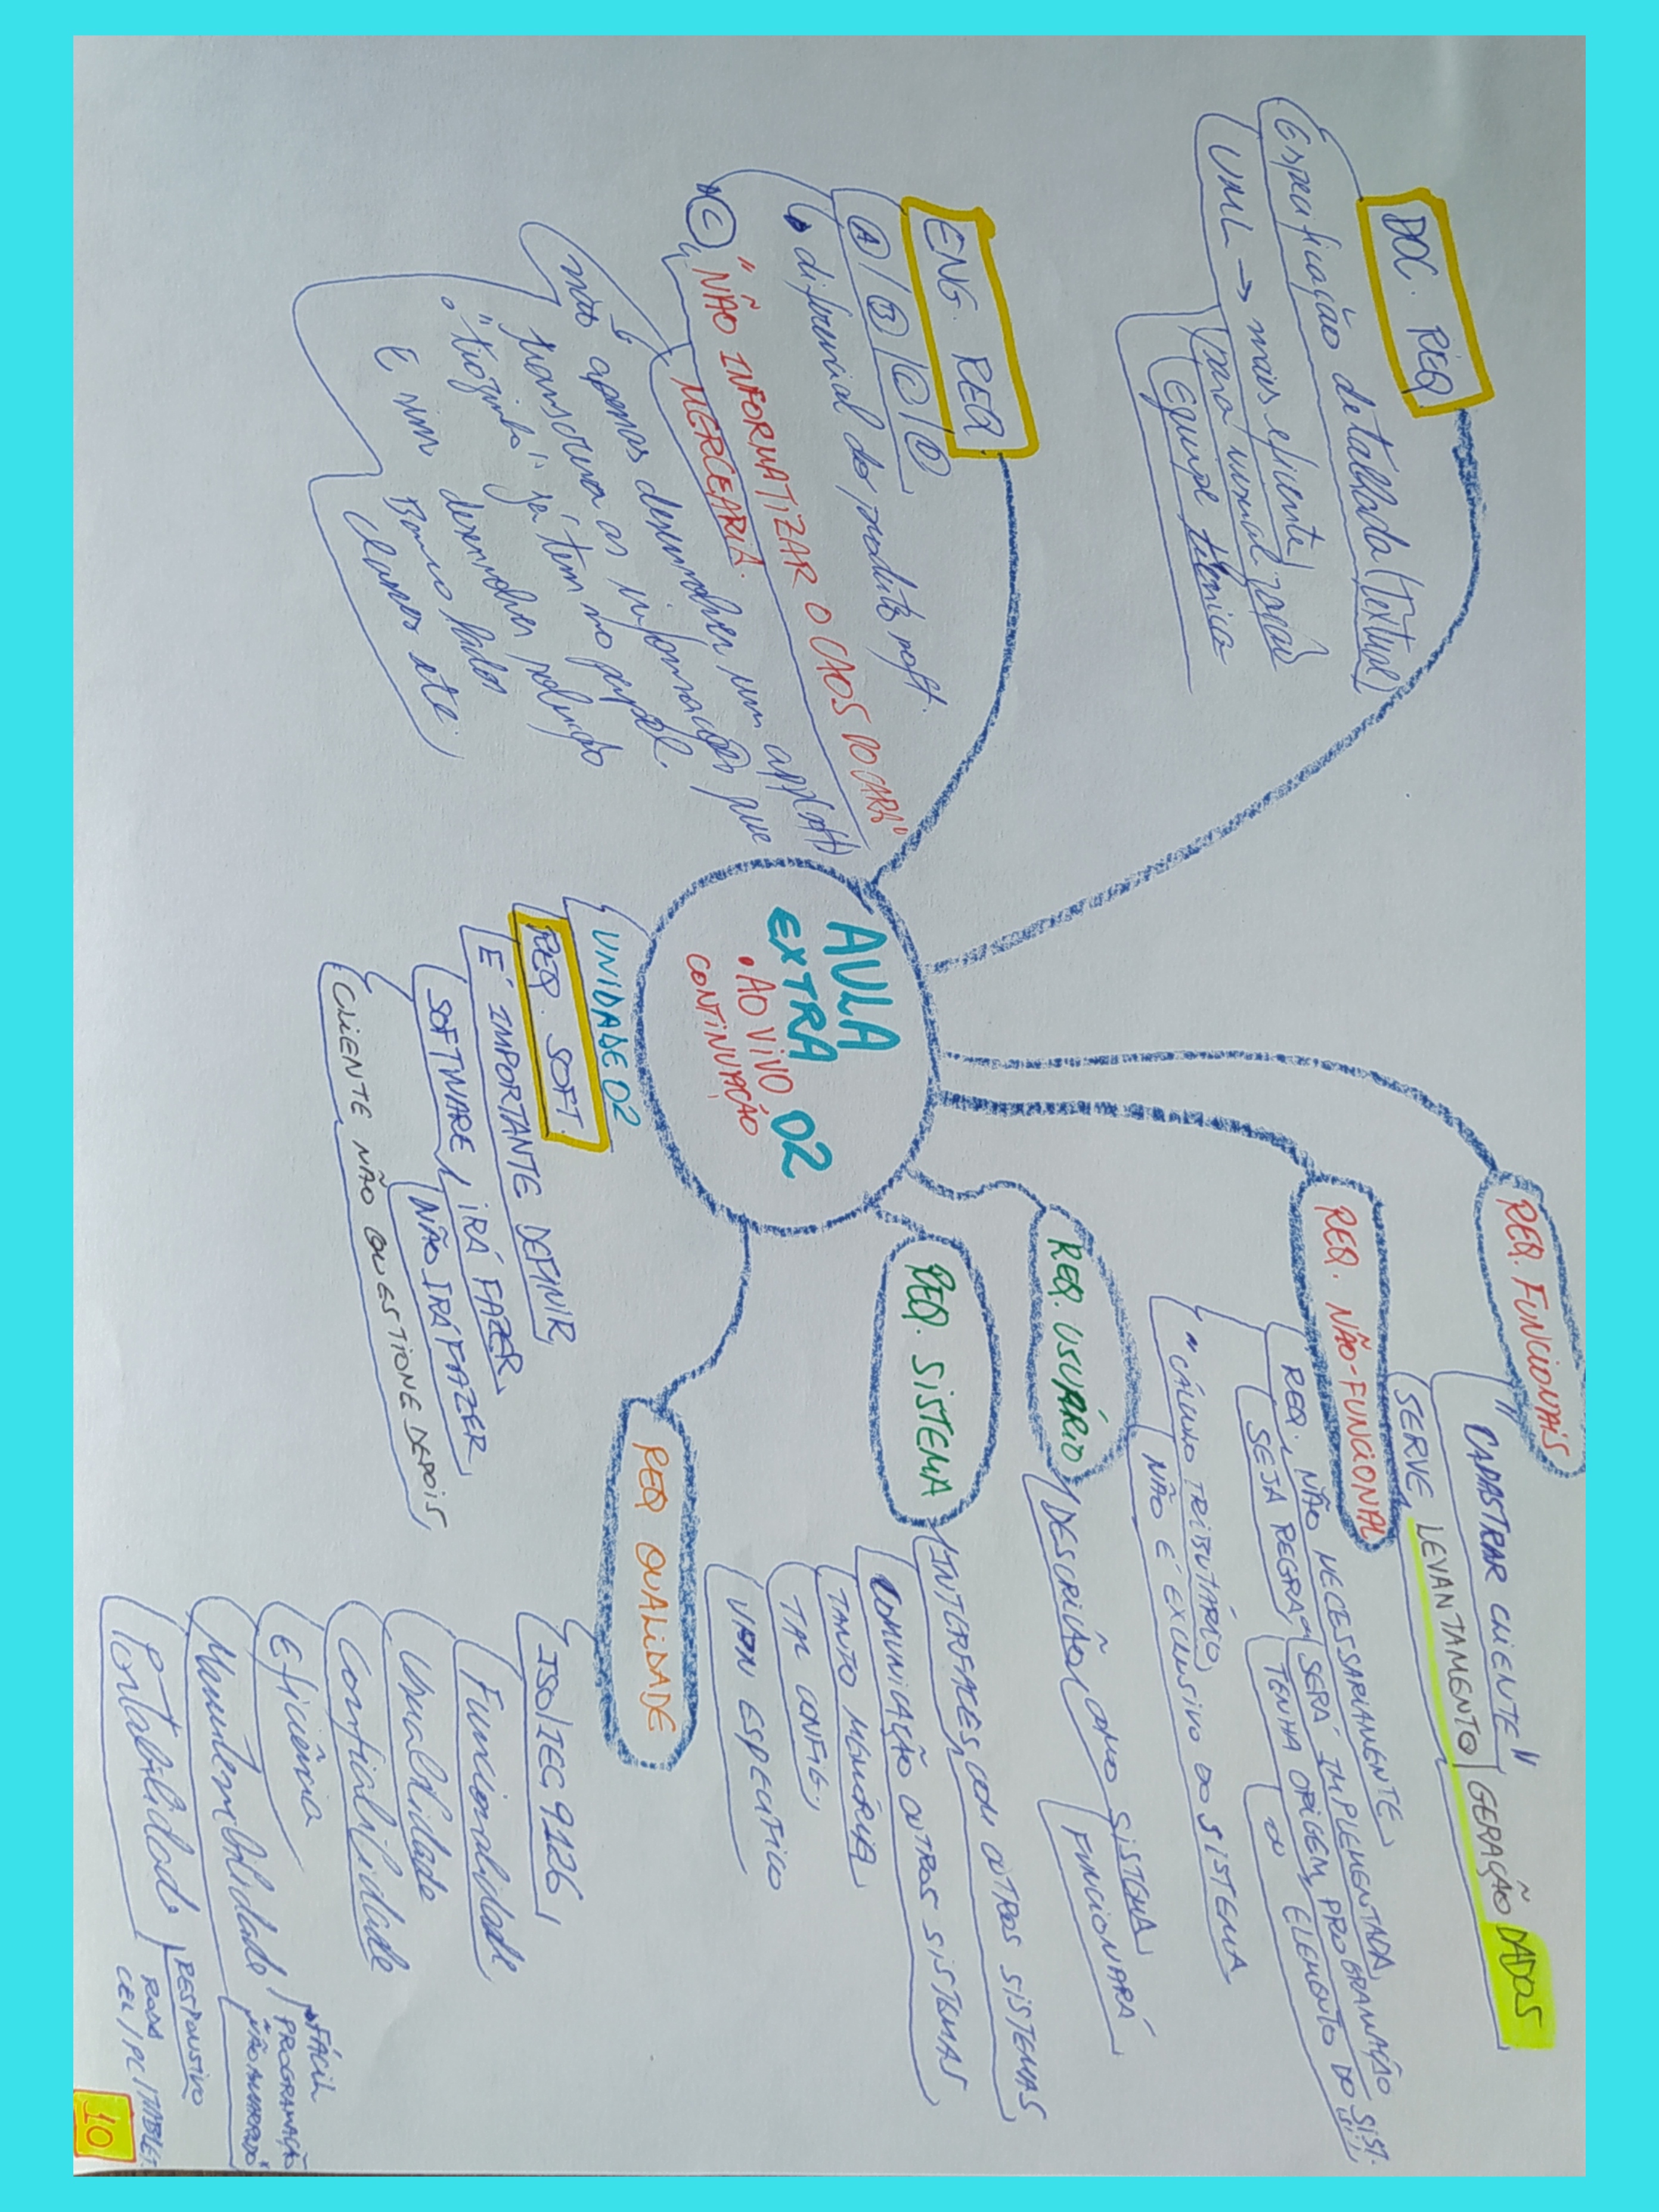 AULA
EXTRA 02
• AO VIVO
CONTINUAÇÃO
UNIDADE 02
REQ. SOFT.
É IMPORTANTE DEFINIR
SOFTWARE IRÁ FAZER
NÃO IRÁ FAZER
CLIENTE NÃO QUESTIONE DEPOIS
DOC. REQ
Especificação detalhada (Textual)
UML → mais eficiente
para visualização
Equipe técnica
ENG. REQ
A / B / C / D
diferencial do produto soft.
C "NÃO INFORMATIZAR O CAOS DO CARA"
MERCEARIA.
não apenas desenvolver um app(soft)
transcreva as informações que
"trozinho" já tem no papel.
E sim desenvolver solução
Banco Dados
classes etc.
REQ. FUNCIONAIS
"CADASTRAR CLIENTE"
SERVE LEVANTAMENTO | GERAÇÃO DADOS
REQ. NÃO-FUNCIONAL
REQ. NÃO NECESSARIAMENTE
SEJA REGRA SERÁ IMPLEMENTADA
TENHA ORIGEM PROGRAMAÇÃO
OU ELEMENTO DO SIST.
"CÁLCULO TRIBUTÁRIO
NÃO É EXCLUSIVO DO SISTEMA
REQ. USUÁRIO
DESCRIÇÃO COMO SISTEMA
FUNCIONARÁ
REQ. SISTEMA
INTERFACES COM OUTROS SISTEMAS
COMUNICAÇÃO OUTROS SISTEMAS
TANTO MEMÓRIA
TAL CONFIG.
VPN ESPECÍFICO
REQ QUALIDADE
ISO/IEC 9126
Funcionalidade
Usuabilidade
Confiabilidade
Eficiência
Manutenibilidade
FÁCIL
PROGRAMAÇÃO
"NÃO AMARRADO"
Portabilidade
RESPONSIVO
RODA
CEL / PC / TABLET.
10